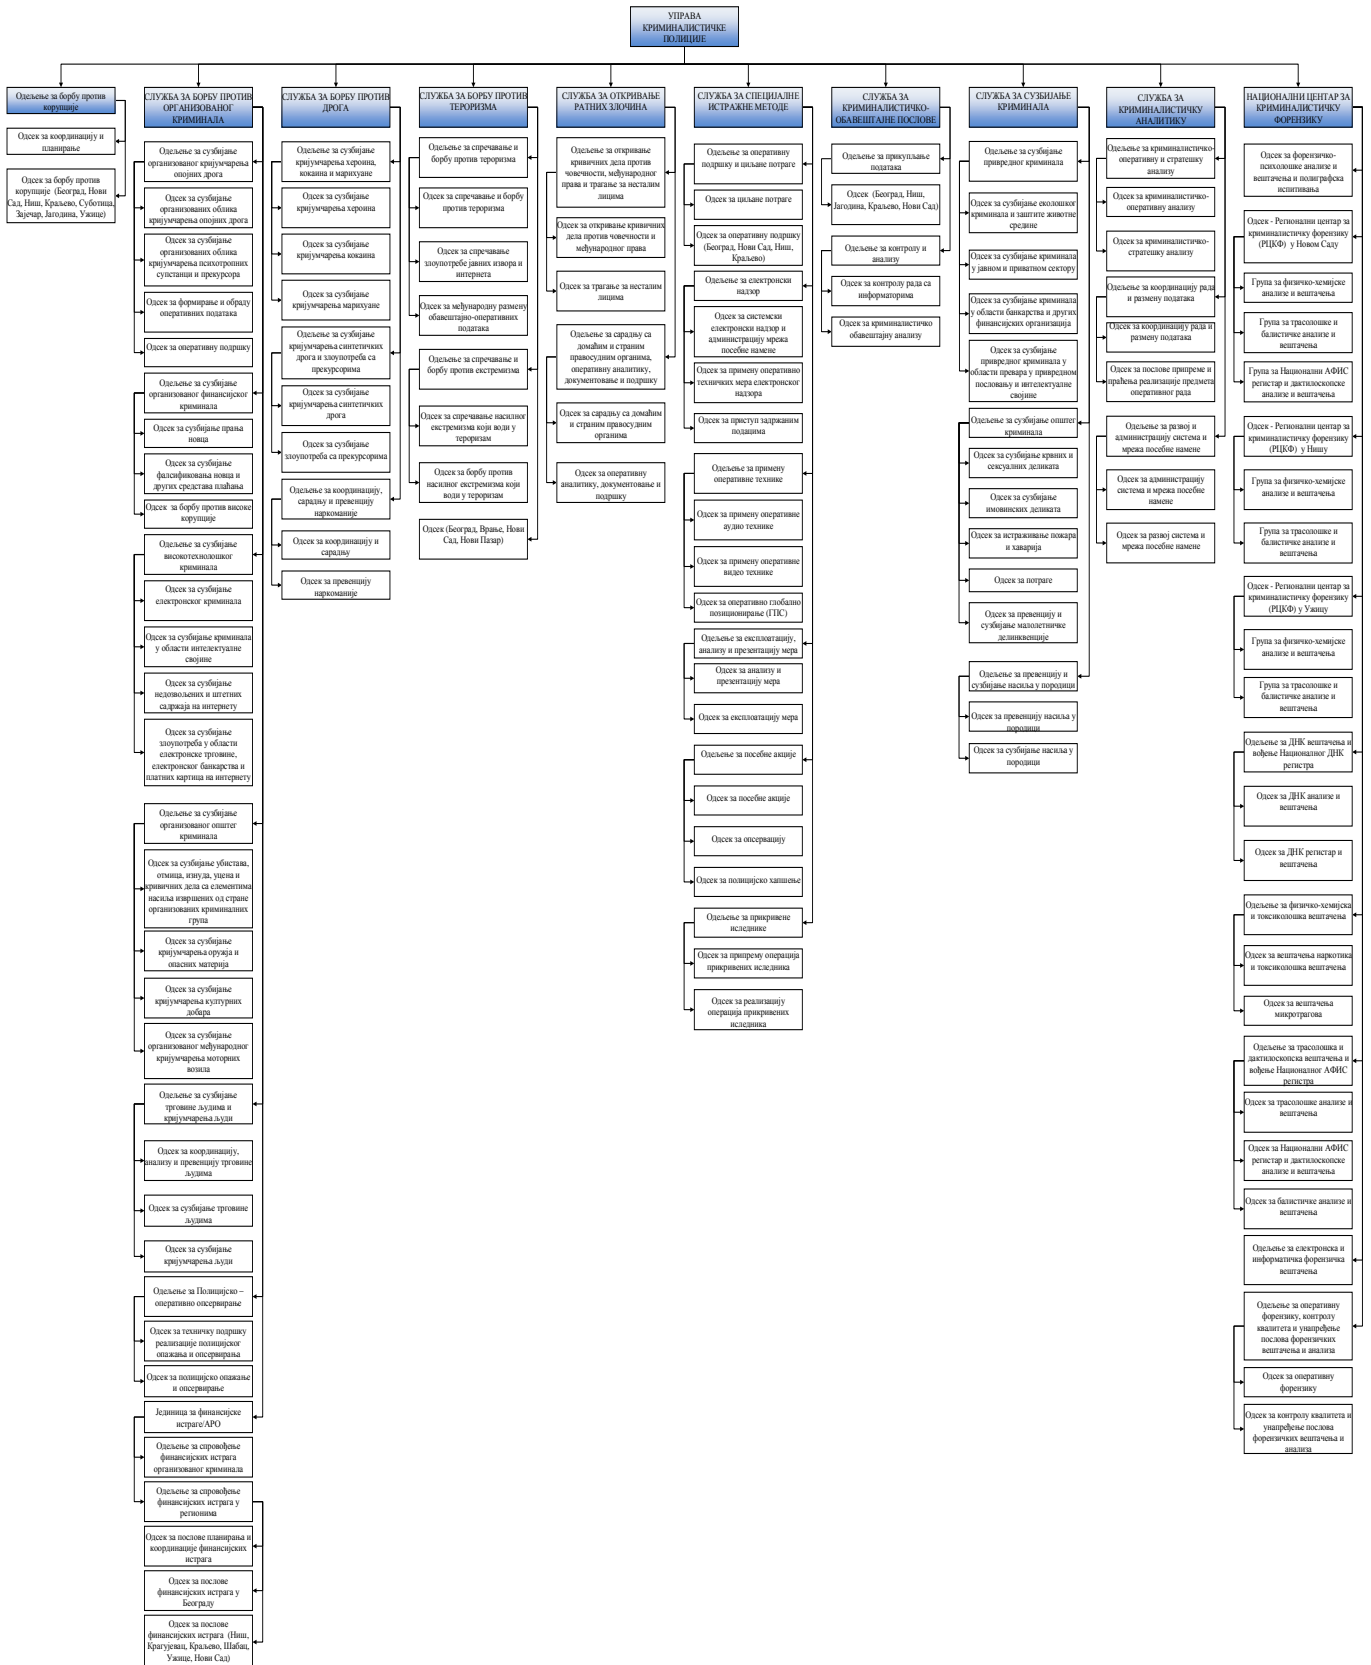 УПРАВА
КРИМИНАЛИСТИЧКЕ
ПОЛИЦИЈЕ
Одељење за борбу против
корупције
Одсек за координацију и
планирање
Одсек за борбу против
корупције (Београд, Нови
Сад, Ниш, Краљево, Суботица,
Зајечар, Јагодина, Ужице)
СЛУЖБА ЗА БОРБУ ПРОТИВ
ОРГАНИЗОВАНОГ
КРИМИНАЛА
Одељење за сузбијање
организованог кријумчарења
опојних дрога
Одсек за сузбијање
организованих облика
кријумчарења опојних дрога
Одсек за сузбијање
организованих облика
кријумчарења психотропних
супстанци и прекурсора
Одсек за формирање и обраду
оперативних података
Одсек за оперативну подршку
Одељење за сузбијање
организованог финансијског
криминала
Одсек за сузбијање прања
новца
Одсек за сузбијање
фалсификовања новца и
других средстава плаћања
Одсек за борбу против високе
корупције
Одељење за сузбијање
високотехнолошког
криминала
Одсек за сузбијање
електронског криминала
Одсек за сузбијање криминала
у области интелектуалне
својине
Одсек за сузбијање
недозвољених и штетних
садржаја на интернету
Одсек за сузбијање
злоупотреба у области
електронске трговине,
електронског банкарства и
платних картица на интернету
Одељење за сузбијање
организованог општег
криминала
Одсек за сузбијање убистава,
отмица, изнуда, уцена и
кривичних дела са елементима
насиља извршених од стране
организованих криминалних
група
Одсек за сузбијање
кријумчарења оружја и
опасних материја
Одсек за сузбијање
кријумчарења културних
добара
Одсек за сузбијање
организованог међународног
кријумчарења моторних
возила
Одељење за сузбијање
трговине људима и
кријумчарења људи
Одсек за координацију,
анализу и превенцију трговине
људима
Одсек за сузбијање трговине
људима
Одсек за сузбијање
кријумчарења људи
Одељење за Полицијско –
оперативно опсервирање
Одсек за техничку подршку
реализације полицијског
опажања и опсервирања
Одсек за полицијско опажање
и опсервирање
Јединица за финансијске
истраге/АРО
Одељење за спровођење
финансијских истрага
организованог криминала
Одељење за спровођење
финансијских истрага у
регионима
Одсек за послове планирања и
координације финансијских
истрага
Одсек за послове
финансијских истрага у
Београду
Одсек за послове
финансијских истрага (Ниш,
Крагујевац, Краљево, Шабац,
Ужице, Нови Сад)
СЛУЖБА ЗА БОРБУ ПРОТИВ
ДРОГА
Одељење за сузбијање
кријумчарења хероина,
кокаина и марихуане
Одсек за сузбијање
кријумчарења хероина
Одсек за сузбијање
кријумчарења кокаина
Одсек за сузбијање
кријумчарења марихуане
Одељење за сузбијање
кријумчарења синтетичких
дрога и злоупотреба са
прекурсорима
Одсек за сузбијање
кријумчарења синтетичких
дрога
Одсек за сузбијање
злоупотреба са прекурсорима
Одељење за координацију,
сарадњу и превенцију
наркоманије
Одсек за координацију и
сарадњу
Одсек за превенцију
наркоманије
СЛУЖБА ЗА БОРБУ ПРОТИВ
ТЕРОРИЗМА
Одељење за спречавање и
борбу против тероризма
Одсек за спречавање и борбу
против тероризма
Одсек за спречавање
злоупотребе јавних извора и
интернета
Одсек за међународну размену
обавештајно-оперативних
података
Одељење за спречавање и
борбу против екстремизма
Одсек за спречавање насилног
екстремизма који води у
тероризам
Одсек за борбу против
насилног екстремизма који
води у тероризам
Одсек (Београд, Врање, Нови
Сад, Нови Пазар)
СЛУЖБА ЗА ОТКРИВАЊЕ
РАТНИХ ЗЛОЧИНА
Одељење за откривање
кривичних дела против
човечности, међународног
права и трагање за несталим
лицима
Одсек за откривање кривичних
дела против човечности и
међународног права
Одсек за трагање за несталим
лицима
Одељење за сарадњу са
домаћим и страним
правосудним органима,
оперативну аналитику,
документовање и подршку
Одсек за сарадњу са домаћим
и страним правосудним
органима
Одсек за оперативну
аналитику, документовање и
подршку
СЛУЖБА ЗА СПЕЦИЈАЛНЕ
ИСТРАЖНЕ МЕТОДЕ
Одељење за оперативну
подршку и циљане потраге
Одсек за циљане потраге
Одсек за оперативну подршку
(Београд, Нови Сад, Ниш,
Краљево)
Одељење за електронски
надзор
Одсек за системски
електронски надзор и
администрацију мрежа
посебне намене
Одсек за примену оперативно
техничких мера електронског
надзора
Одсек за приступ задржаним
подацима
Одељење за примену
оперативне технике
Одсек за примену оперативне
аудио технике
Одсек за примену оперативне
видео технике
Одсек за оперативно глобално
позиционирање (ГПС)
Одељење за експлоатацију,
анализу и презентацију мера
Одсек за анализу и
презентацију мера
Одсек за експлоатацију мера
Одељење за посебне акције
Одсек за посебне акције
Одсек за опсервацију
Одсек за полицијско хапшење
Одељење за прикривене
иследнике
Одсек за припрему операција
прикривених иследника
Одсек за реализацију
операција прикривених
иследника
СЛУЖБА ЗА
КРИМИНАЛИСТИЧКО-
ОБАВЕШТАЈНЕ ПОСЛОВЕ
Одељење за прикупљање
података
Одсек (Београд, Ниш,
Јагодина, Краљево, Нови Сад)
Одељење за контролу и
анализу
Одсек за контролу рада са
информаторима
Одсек за криминалистичко
обавештајну анализу
СЛУЖБА ЗА СУЗБИЈАЊЕ
КРИМИНАЛА
Одељење за сузбијање
привредног криминала
Одсек за сузбијање еколошког
криминала и заштите животне
средине
Одсек за сузбијање криминала
у јавном и приватном сектору
Одсек за сузбијање криминала
у области банкарства и других
финансијских организација
Одсек за сузбијање
привредног криминала у
области превара у привредном
пословању и интелектуалне
својине
Одељење за сузбијање општег
криминала
Одсек за сузбијање крвних и
сексуалних деликата
Одсек за сузбијање
имовинских деликата
Одсек за истраживање пожара
и хаварија
Одсек за потраге
Одсек за превенцију и
сузбијање малолетничке
делинквенције
Одељење за превенцију и
сузбијање насиља у породици
Одсек за превенцију насиља у
породици
Одсек за сузбијање насиља у
породици
СЛУЖБА ЗА
КРИМИНАЛИСТИЧКУ
АНАЛИТИКУ
Одељење за криминалистичко-
оперативну и стратешку
анализу
Одсек за криминалистичко-
оперативну анализу
Одсек за криминалистичко-
стратешку анализу
Одељење за координацију рада
и размену података
Одсек за координацију рада и
размену података
Одсек за послове припреме и
праћења реализације предмета
оперативног рада
Одељење за развој и
администрацију система и
мрежа посебне намене
Одсек за администрацију
система и мрежа посебне
намене
Одсек за развој система и
мрежа посебне намене
НАЦИОНАЛНИ ЦЕНТАР ЗА
КРИМИНАЛИСТИЧКУ
ФОРЕНЗИКУ
Одсек за форензичко-
психолошке анализе и
вештачења и полиграфска
испитивања
Одсек - Регионални центар за
криминалистичку форензику
(РЦКФ) у Новом Саду
Група за физичко-хемијске
анализе и вештачења
Група за трасолошке и
балистичке анализе и
вештачења
Група за Национални АФИС
регистар и дактилоскопске
анализе и вештачења
Одсек - Регионални центар за
криминалистичку форензику
(РЦКФ) у Нишу
Група за физичко-хемијске
анализе и вештачења
Група за трасолошке и
балистичке анализе и
вештачења
Одсек - Регионални центар за
криминалистичку форензику
(РЦКФ) у Ужицу
Група за физичко-хемијске
анализе и вештачења
Група за трасолошке и
балистичке анализе и
вештачења
Одељење за ДНК вештачења и
вођење Националног ДНК
регистра
Одсек за ДНК анализе и
вештачења
Одсек за ДНК регистар и
вештачења
Одељење за физичко-хемијска
и токсиколошка вештачења
Одсек за вештачења наркотика
и токсиколошка вештачења
Одсек за вештачења
микротрагова
Одељење за трасолошка и
дактилоскопска вештачења и
вођење Националног АФИС
регистра
Одсек за трасолошке анализе и
вештачења
Одсек за Национални АФИС
регистар и дактилоскопске
анализе и вештачења
Одсек за балистичке анализе и
вештачења
Одељење за електронска и
информатичка форензичка
вештачења
Одељење за оперативну
форензику, контролу
квалитета и унапређење
послова форензичких
вештачења и анализа
Одсек за оперативну
форензику
Одсек за контролу квалитета и
унапређење послова
форензичких вештачења и
анализа